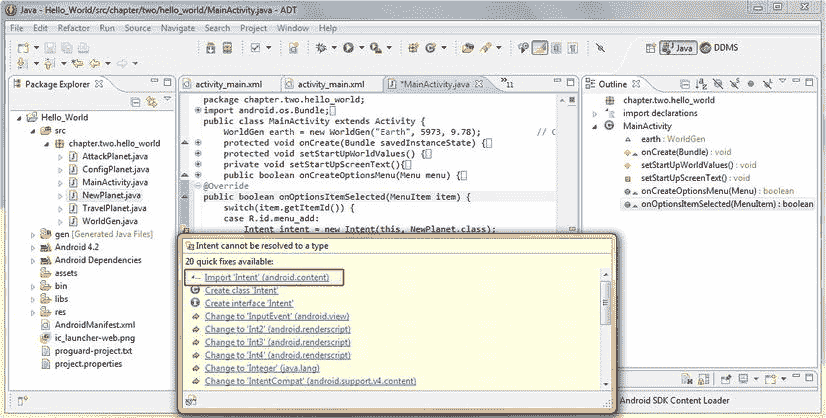 Java - Hello_World/src/chapter/two/hello_world/MainActivity.java - ADT
File Edit Refactor Run Source Navigate Search Project Window Help
Java DDMS
Package Explorer
Hello_World
src
chapter.two.hello_world
AttackPlanet.java
ConfigPlanet.java
MainActivity.java
NewPlanet.java
TravelPlanet.java
WorldGen.java
gen [Generated Java Files]
Android 4.2
Android Dependencies
assets
bin
libs
res
AndroidManifest.xml
ic_launcher-web.png
proguard-project.txt
project.properties
activity_main.xml activity_main.xml *MainActivity.java »11
package chapter.two.hello_world;
import android.os.Bundle;
public class MainActivity extends Activity {
WorldGen earth = new WorldGen("Earth", 5973, 9.78); // C
protected void onCreate(Bundle savedInstanceState) {
protected void setStartUpWorldValues() {
private void setStartUpScreenText(){
public boolean onCreateOptionsMenu(Menu menu) {
@Override
public boolean onOptionsItemSelected(MenuItem item) {
switch(item.getItemId()) {
case R.id.menu_add:
Intent intent = new Intent(this, NewPlanet.class);
Intent cannot be resolved to a type
20 quick fixes available:
Import 'Intent' (android.content)
Create class 'Intent'
Create interface 'Intent'
Change to 'InputEvent' (android.view)
Change to 'Int2' (android.renderscript)
Change to 'Int3' (android.renderscript)
Change to 'Int4' (android.renderscript)
Change to 'Integer' (java.lang)
Change to 'IntentCompat' (android.support.v4.content)
Outline
chapter.two.hello_world
import declarations
MainActivity
earth : WorldGen
onCreate(Bundle) : void
setStartUpWorldValues() : void
setStartUpScreenText() : void
onCreateOptionsMenu(Menu) : boolean
onOptionsItemSelected(MenuItem) : boolean
Android SDK Content Loader